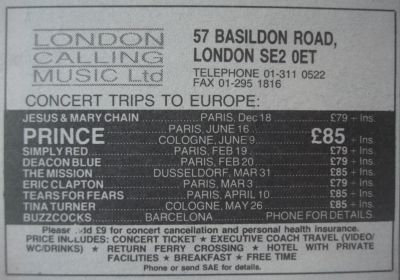 LONDON
CALLING
MUSIC Ltd
57 BASILDON ROAD,
LONDON SE2 0ET
TELEPHONE 01-311 0522
FAX 01-295 1816
CONCERT TRIPS TO EUROPE:
JESUS & MARY CHAIN PARIS, Dec 18 £79 + Ins.
PRINCE PARIS, JUNE 16 COLOGNE, JUNE 9 £85 + Ins.
SIMPLY RED PARIS, FEB 19 £79 + Ins.
DEACON BLUE PARIS, FEB 20 £79 + Ins.
THE MISSION DUSSELDORF, MAR 31 £85 + Ins.
ERIC CLAPTON PARIS, MAR 3 £79 + Ins.
TEARS FOR FEARS PARIS, APRIL 10 £85 + Ins.
TINA TURNER COLOGNE, MAY 26 £85 + Ins.
BUZZCOCKS BARCELONA PHONE FOR DETAILS
Please add £9 for concert cancellation and personal health insurance.
PRICE INCLUDES: CONCERT TICKET ★ EXECUTIVE COACH TRAVEL (VIDEO/
WC/DRINKS) ★ RETURN FERRY CROSSING ★ HOTEL WITH PRIVATE
FACILITIES ★ BREAKFAST ★ FREE TIME
Phone or send SAE for details.